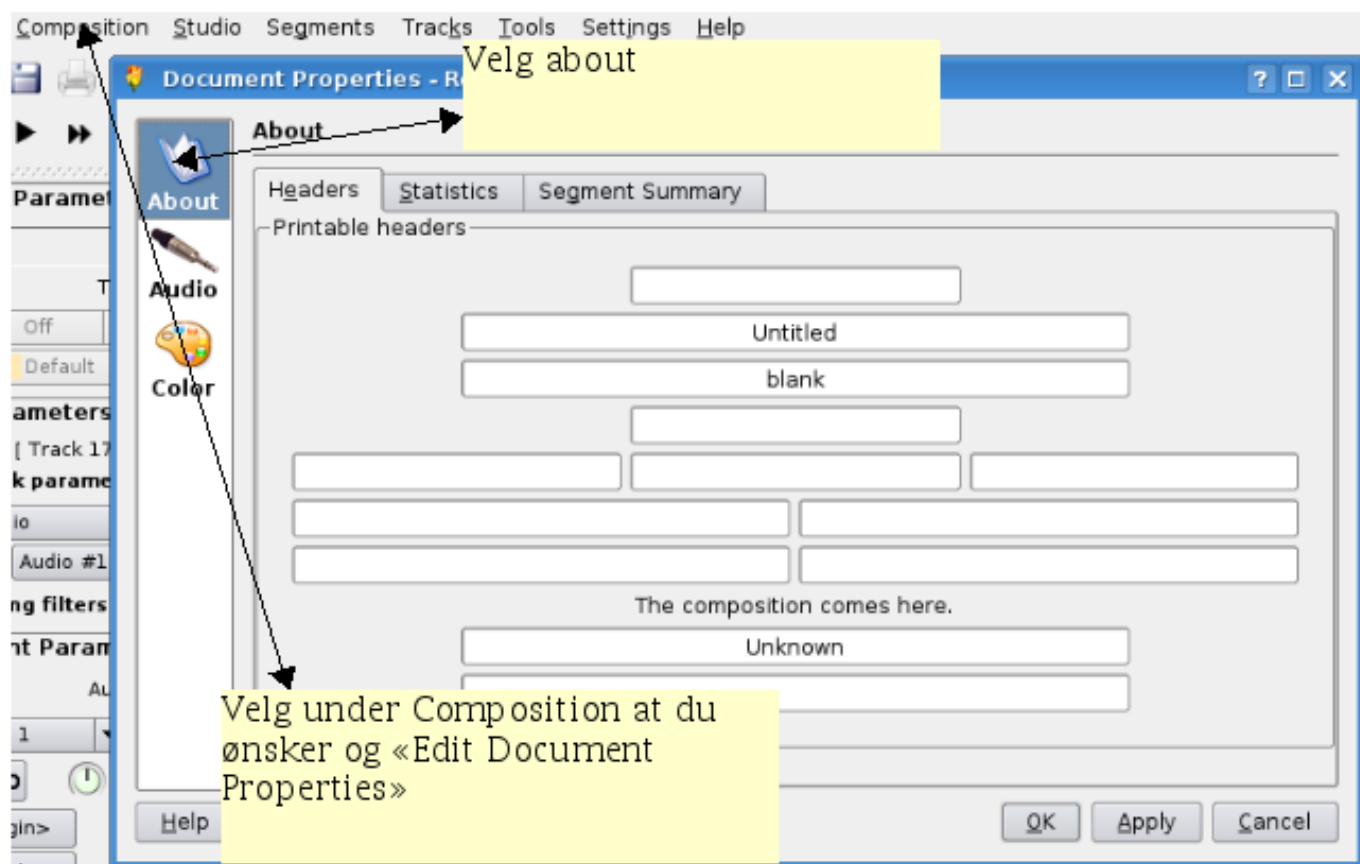 Composition Studio Segments Tracks Tools Settings Help
Velg about
Document Properties - R
About
About
Headers Statistics Segment Summary
Printable headers
Audio
Color
Untitled
blank
The composition comes here.
Unknown
Velg under Composition at du
ønsker og «Edit Document
Properties»
Help OK Apply Cancel
Paramet
T
Off
Default
ameters
[ Track 17
k parame
io
Audio #1
ng filters
nt Param
Au
1
gin>